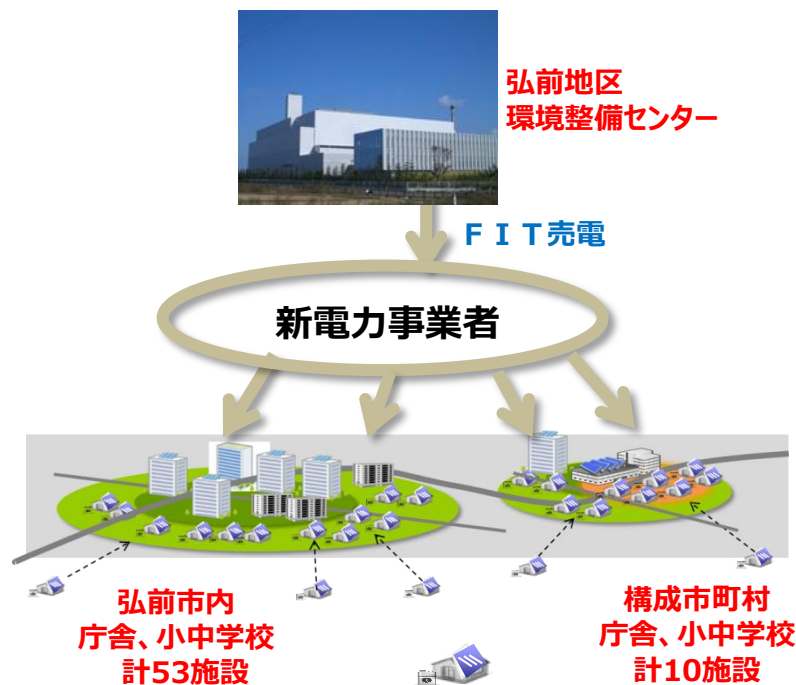 弘前地区
環境整備センター
ＦＩＴ売電
新電力事業者
弘前市内
庁舎、小中学校
計53施設
構成市町村
庁舎、小中学校
計10施設